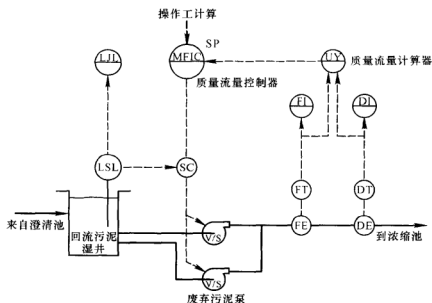 操作工计算
SP
LJL
MFIC
UY
质量流量计算器
质量流量控制器
FI
DI
LSL
SC
FT
DT
来自澄清池
回流污泥
湿井
V/S
FE
DE
到浓缩池
V/S
废弃污泥泵